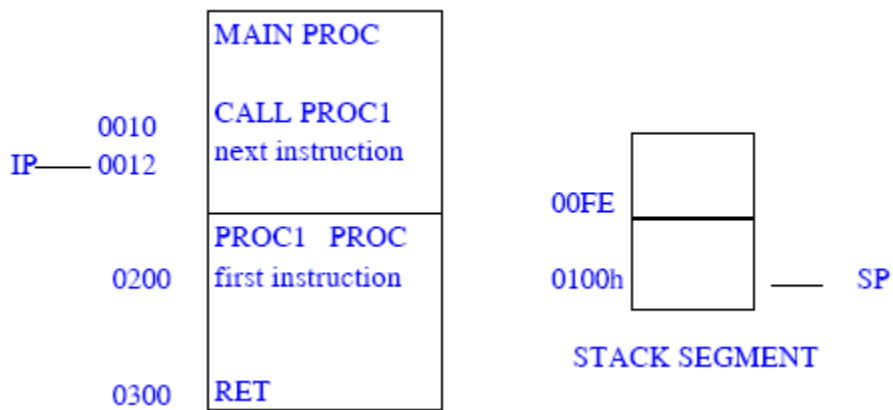 MAIN PROC
0010 CALL PROC1
IP 0012 next instruction
PROC1 PROC
0200 first instruction
0300 RET
00FE
0100h SP
STACK SEGMENT